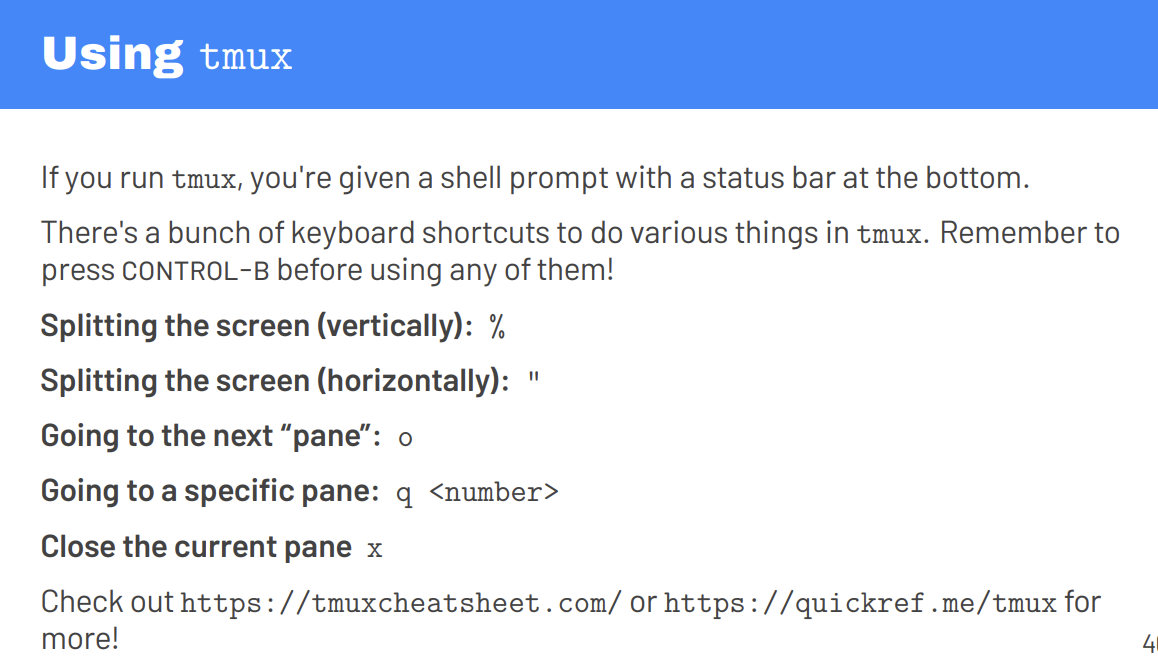 Using tmux
If you run tmux, you're given a shell prompt with a status bar at the bottom.
There's a bunch of keyboard shortcuts to do various things in tmux. Remember to
press CONTROL-B before using any of them!
Splitting the screen (vertically): %
Splitting the screen (horizontally): "
Going to the next “pane”: o
Going to a specific pane: q <number>
Close the current pane x
Check out https://tmuxcheatsheet.com/ or https://quickref.me/tmux for
more!